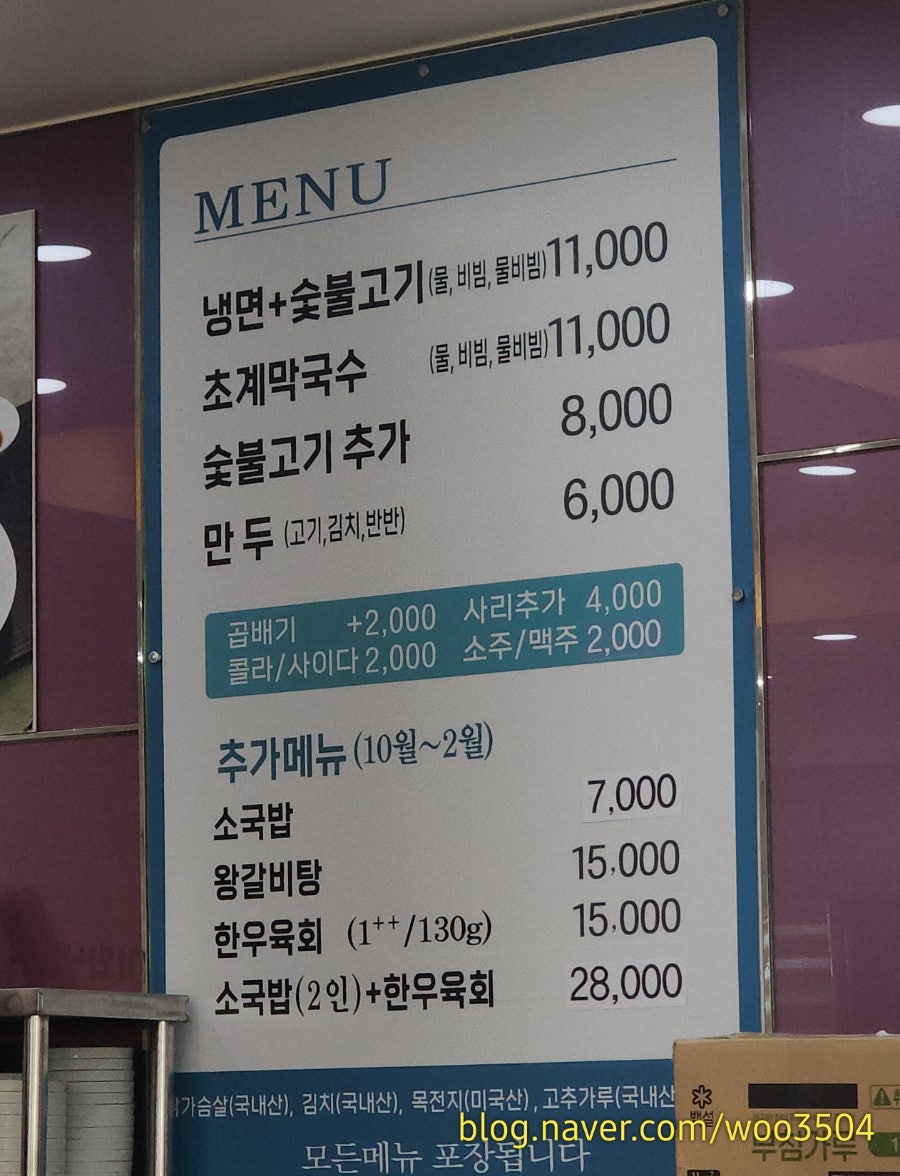 MENU
냉면+숯불고기(물, 비빔, 물비빔)11,000
초계막국수 (물, 비빔, 물비빔)11,000
숯불고기 추가 8,000
만두 (고기,김치,반반) 6,000
곱배기 +2,000 사리추가 4,000
콜라/사이다 2,000 소주/맥주 2,000
추가메뉴 (10월~2월)
소국밥 7,000
왕갈비탕 15,000
한우육회 (1++/130g) 15,000
소국밥(2인)+한우육회 28,000
가슴살(국내산), 김치(국내산), 목전지(미국산), 고추가루(국내산
모든메뉴 포장됩니다
백설
blog.naver.com/woo3504